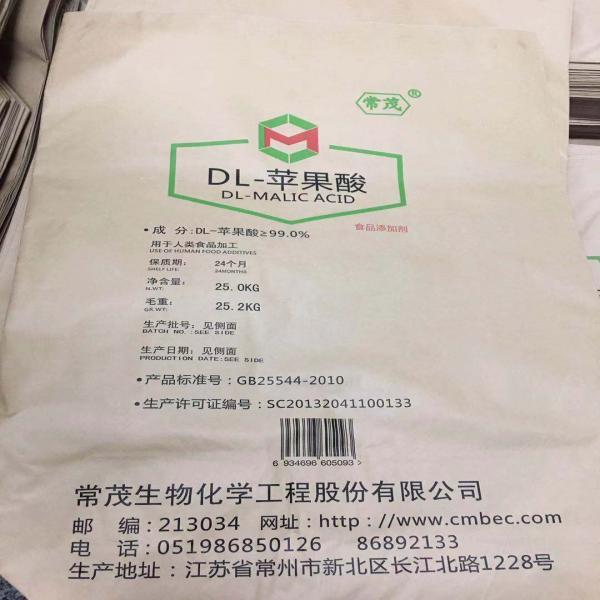 常茂®
DL-苹果酸
DL-MALIC ACID
•成 分:DL-苹果酸≥99.0%
食品添加剂
用于人类食品加工
USE OF HUMAN FOOD ADDITIVES
保质期: 24个月
SHELF LIFE: 24MONTHS
净含量: 25.0KG
N.WT:
毛重: 25.2KG
GR.WT:
生产批号: 见侧面
BATCH NO.:SEE SIDE
生产日期: 见侧面
PRODUCTION DATE:SEE SIDE
•产品标准号:GB25544-2010
•生产许可证编号:SC20132041100133
6 934696 605093 >
常茂生物化学工程股份有限公司
邮 编:213034 网址:http://www.cmbec.com
电 话:051986850126 86892133
生产地址:江苏省常州市新北区长江北路1228号